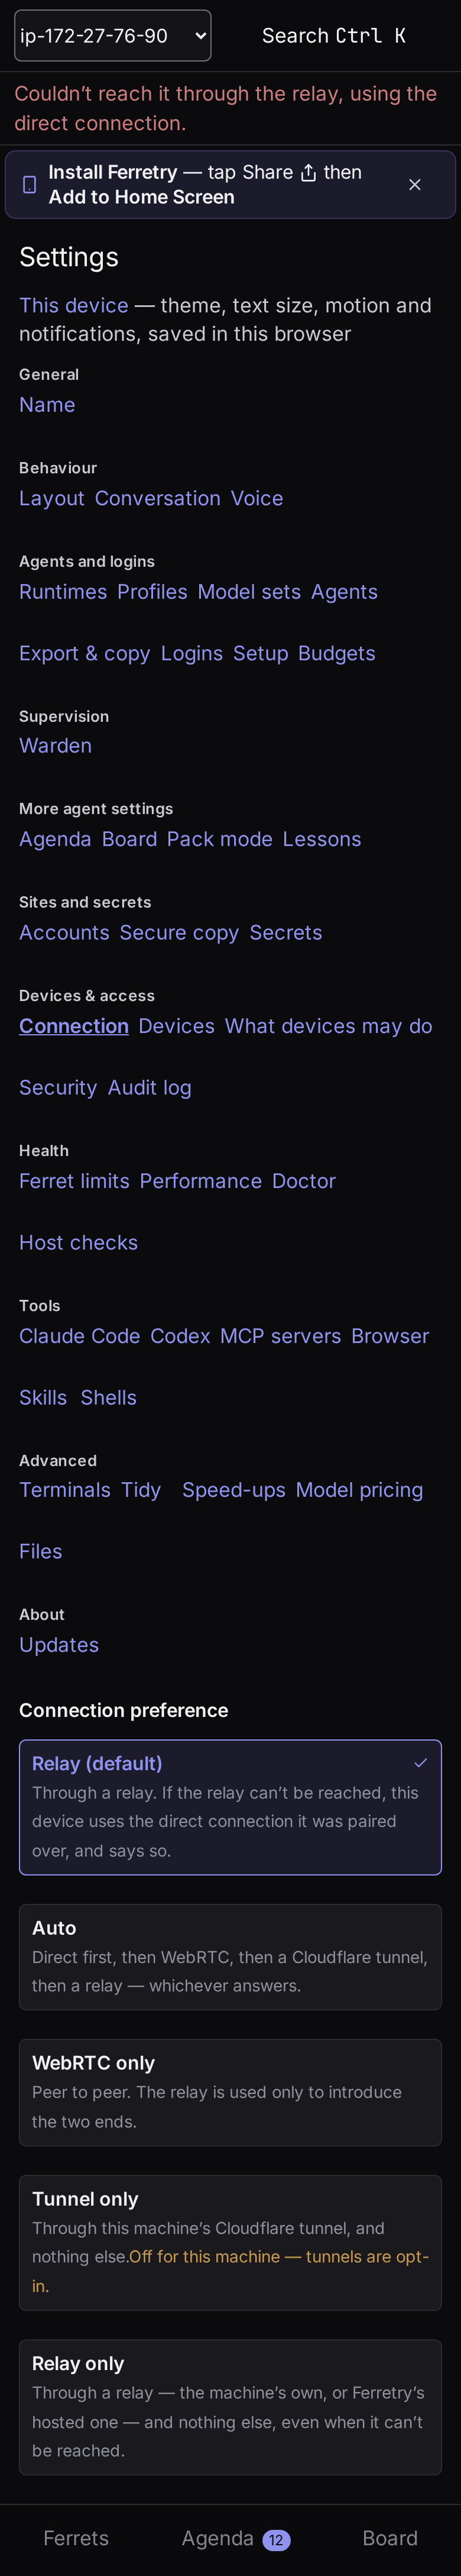 ip-172-27-76-90
Search Ctrl K
Couldn’t reach it through the relay, using the
direct connection.
Install Ferretry — tap Share then
Add to Home Screen
Settings
This device — theme, text size, motion and
notifications, saved in this browser
General
Name
Behaviour
Layout Conversation Voice
Agents and logins
Runtimes Profiles Model sets Agents
Export & copy Logins Setup Budgets
Supervision
Warden
More agent settings
Agenda Board Pack mode Lessons
Sites and secrets
Accounts Secure copy Secrets
Devices & access
Connection Devices What devices may do
Security Audit log
Health
Ferret limits Performance Doctor
Host checks
Tools
Claude Code Codex MCP servers Browser
Skills Shells
Advanced
Terminals Tidy Speed-ups Model pricing
Files
About
Updates
Connection preference
Relay (default)
Through a relay. If the relay can’t be reached, this
device uses the direct connection it was paired
over, and says so.
Auto
Direct first, then WebRTC, then a Cloudflare tunnel,
then a relay — whichever answers.
WebRTC only
Peer to peer. The relay is used only to introduce
the two ends.
Tunnel only
Through this machine’s Cloudflare tunnel, and
nothing else.Off for this machine — tunnels are opt-
in.
Relay only
Through a relay — the machine’s own, or Ferretry’s
hosted one — and nothing else, even when it can’t
be reached.
Ferrets Agenda 12 Board